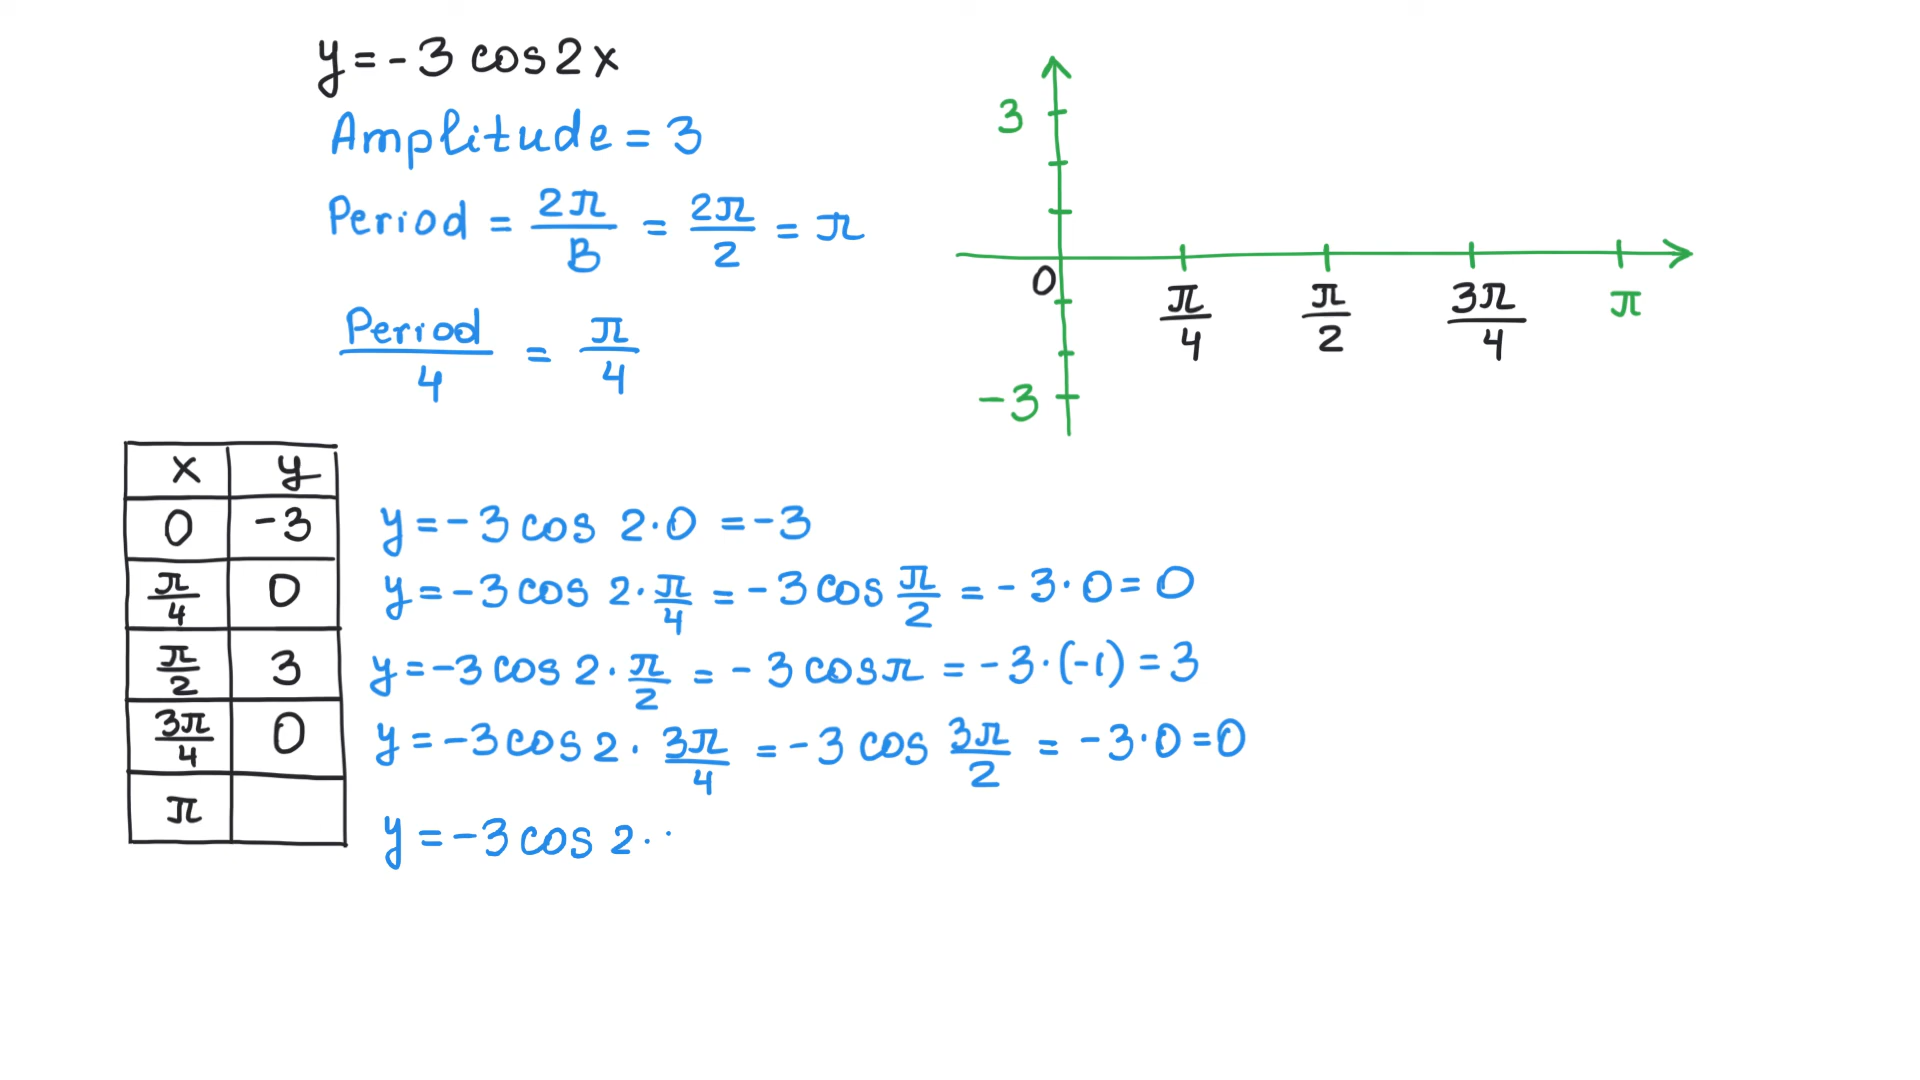 y = -3 cos 2x
Amplitude = 3
Period = 2π/B = 2π/2 = π
Period/4 = π/4
3
0
π/4 π/2 3π/4 π
-3
x y
0 -3
π/4 0
π/2 3
3π/4 0
π
y = -3 cos 2·0 = -3
y = -3 cos 2·π/4 = -3 cos π/2 = -3·0 = 0
y = -3 cos 2·π/2 = -3 cos π = -3·(-1) = 3
y = -3 cos 2·3π/4 = -3 cos 3π/2 = -3·0 = 0
y = -3 cos 2·